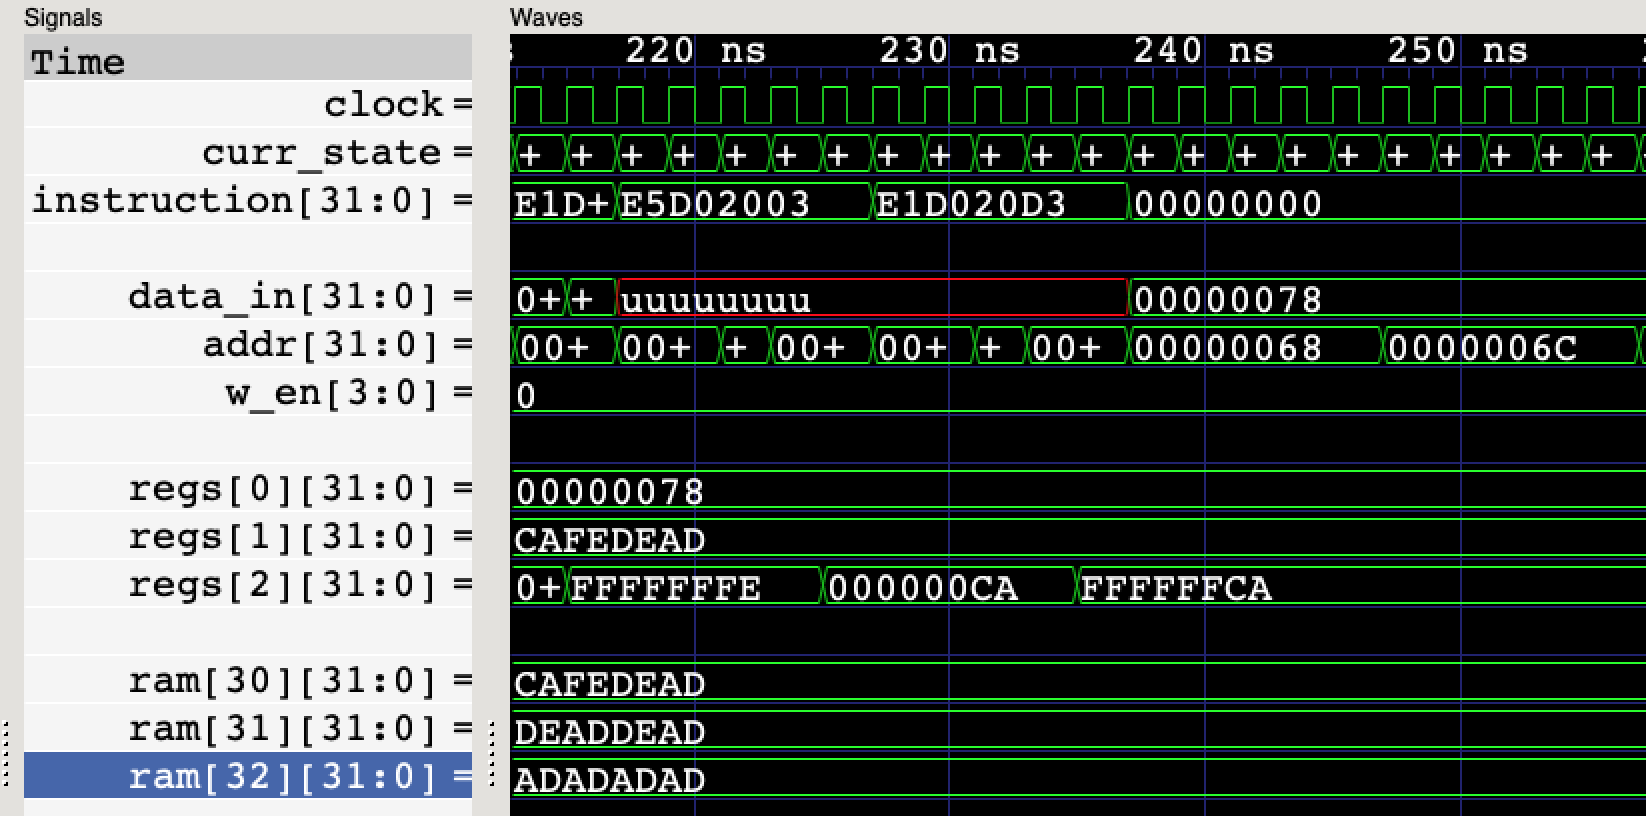 Signals Waves
Time 220 ns 230 ns 240 ns 250 ns
clock =
curr_state = + + + + + + + + + + + + + + + + + + + + + +
instruction[31:0] = E1D+ E5D02003 E1D020D3 00000000
data_in[31:0] = 0+ + uuuuuuuu 00000078
addr[31:0] = 00+ 00+ + 00+ 00+ + 00+ 00000068 0000006C
w_en[3:0] = 0
regs[0][31:0] = 00000078
regs[1][31:0] = CAFEDEAD
regs[2][31:0] = 0+ FFFFFFFE 000000CA FFFFFFCA
ram[30][31:0] = CAFEDEAD
ram[31][31:0] = DEADDEAD
ram[32][31:0] = ADADADAD